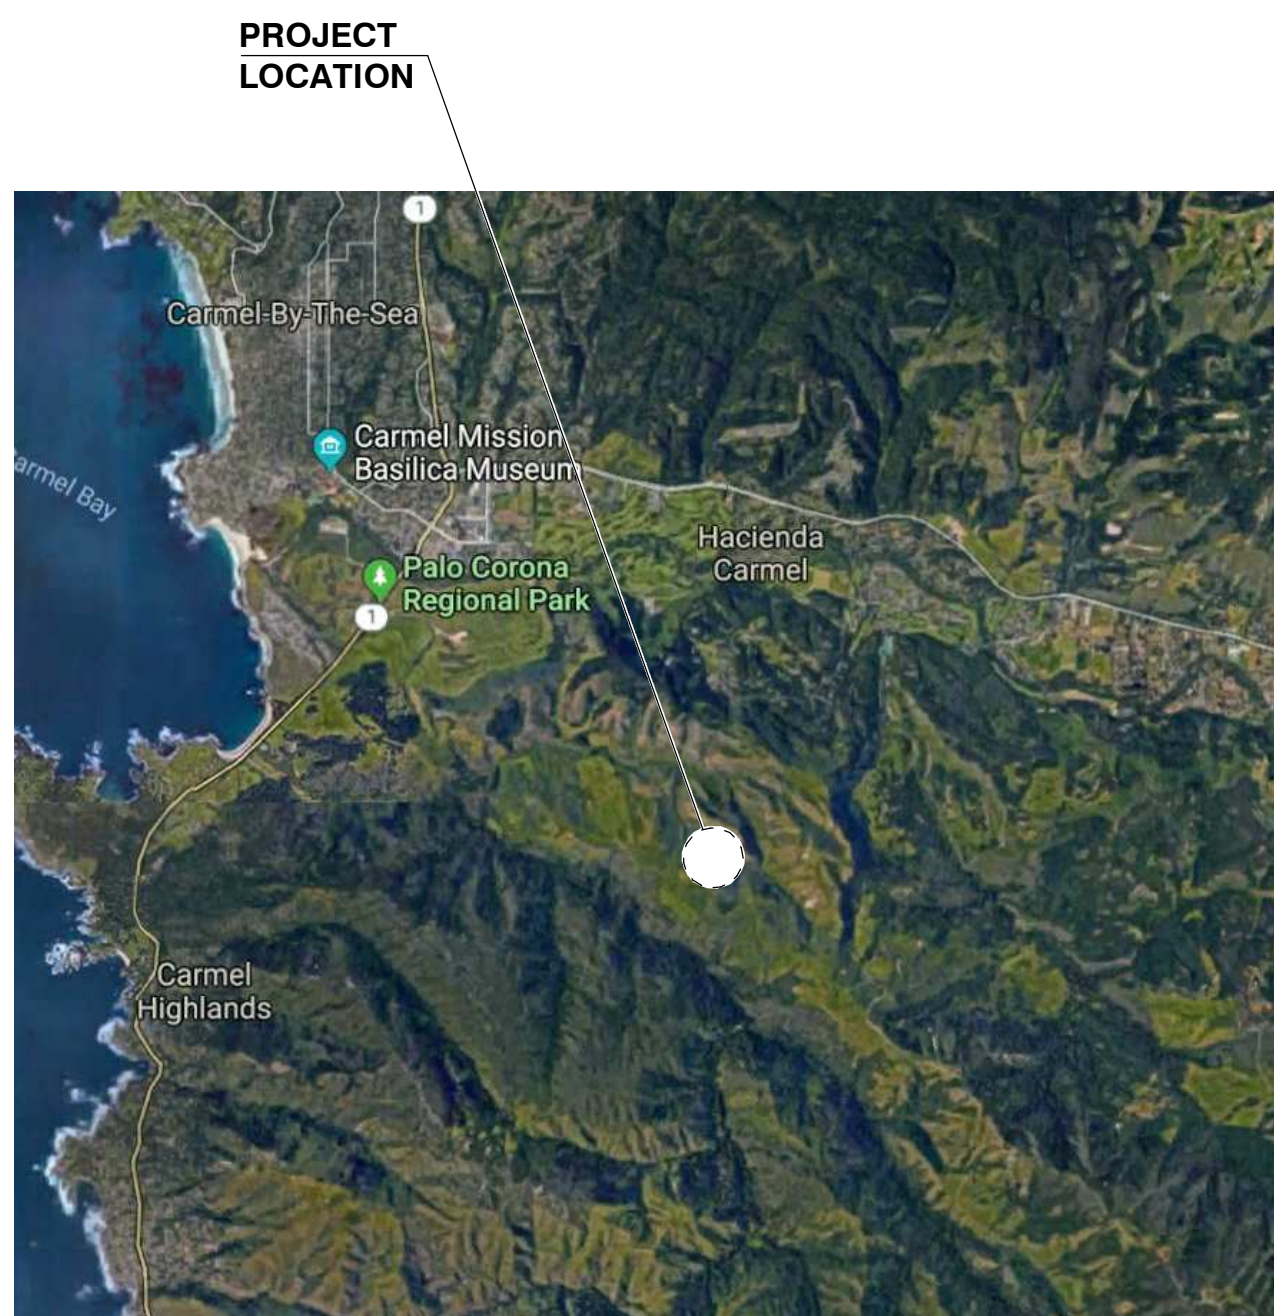 PROJECT
LOCATION
1
Carmel-By-The-Sea
Carmel Mission
Basilica Museum
armel Bay
Hacienda
Carmel
Palo Corona
Regional Park
1
Carmel
Highlands